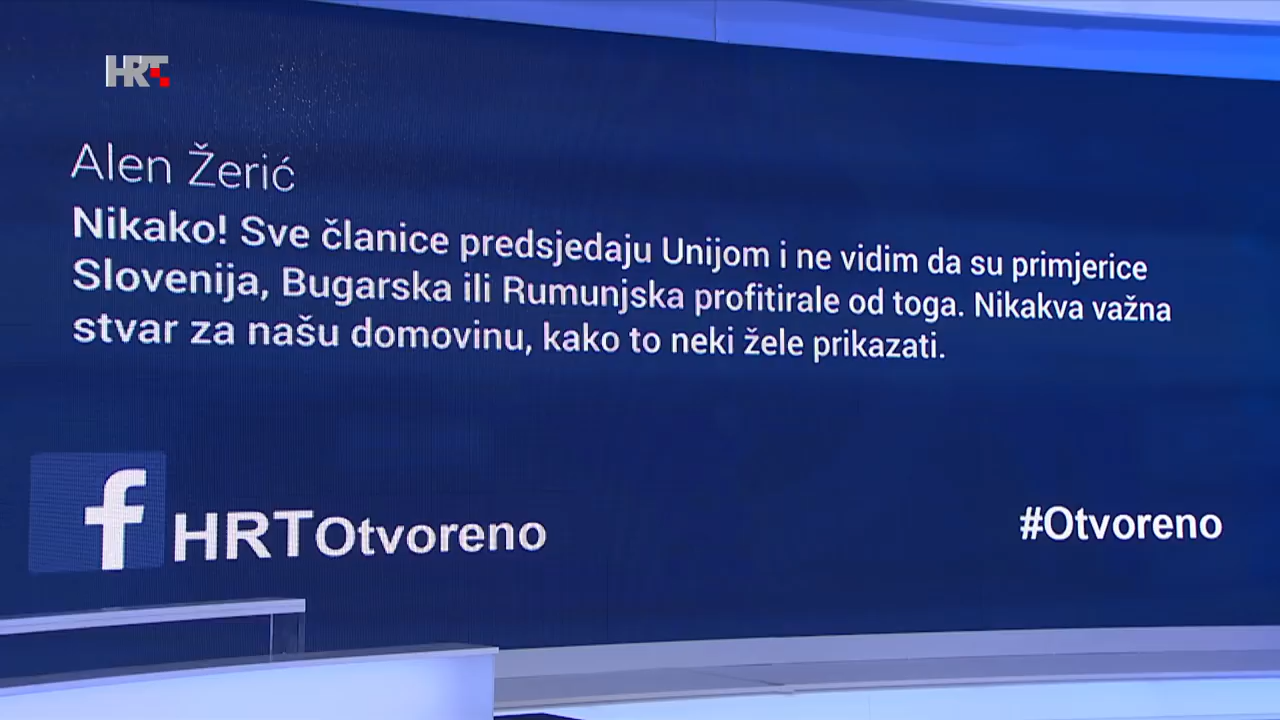 HRT
Alen Žerić
Nikako! Sve članice predsjedaju Unijom i ne vidim da su primjerice
Slovenija, Bugarska ili Rumunjska profitirale od toga. Nikakva važna
stvar za našu domovinu, kako to neki žele prikazati.
f HRTOtvoreno
#Otvoreno